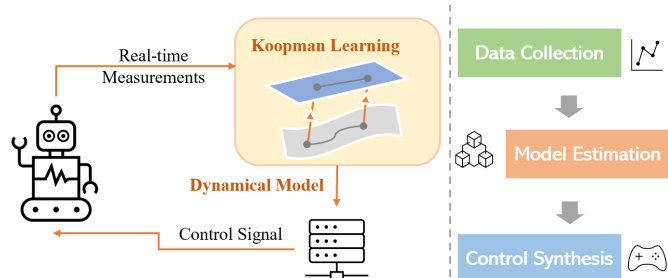 Real-time
Measurements
Koopman Learning
Dynamical Model
Control Signal
Data Collection
Model Estimation
Control Synthesis